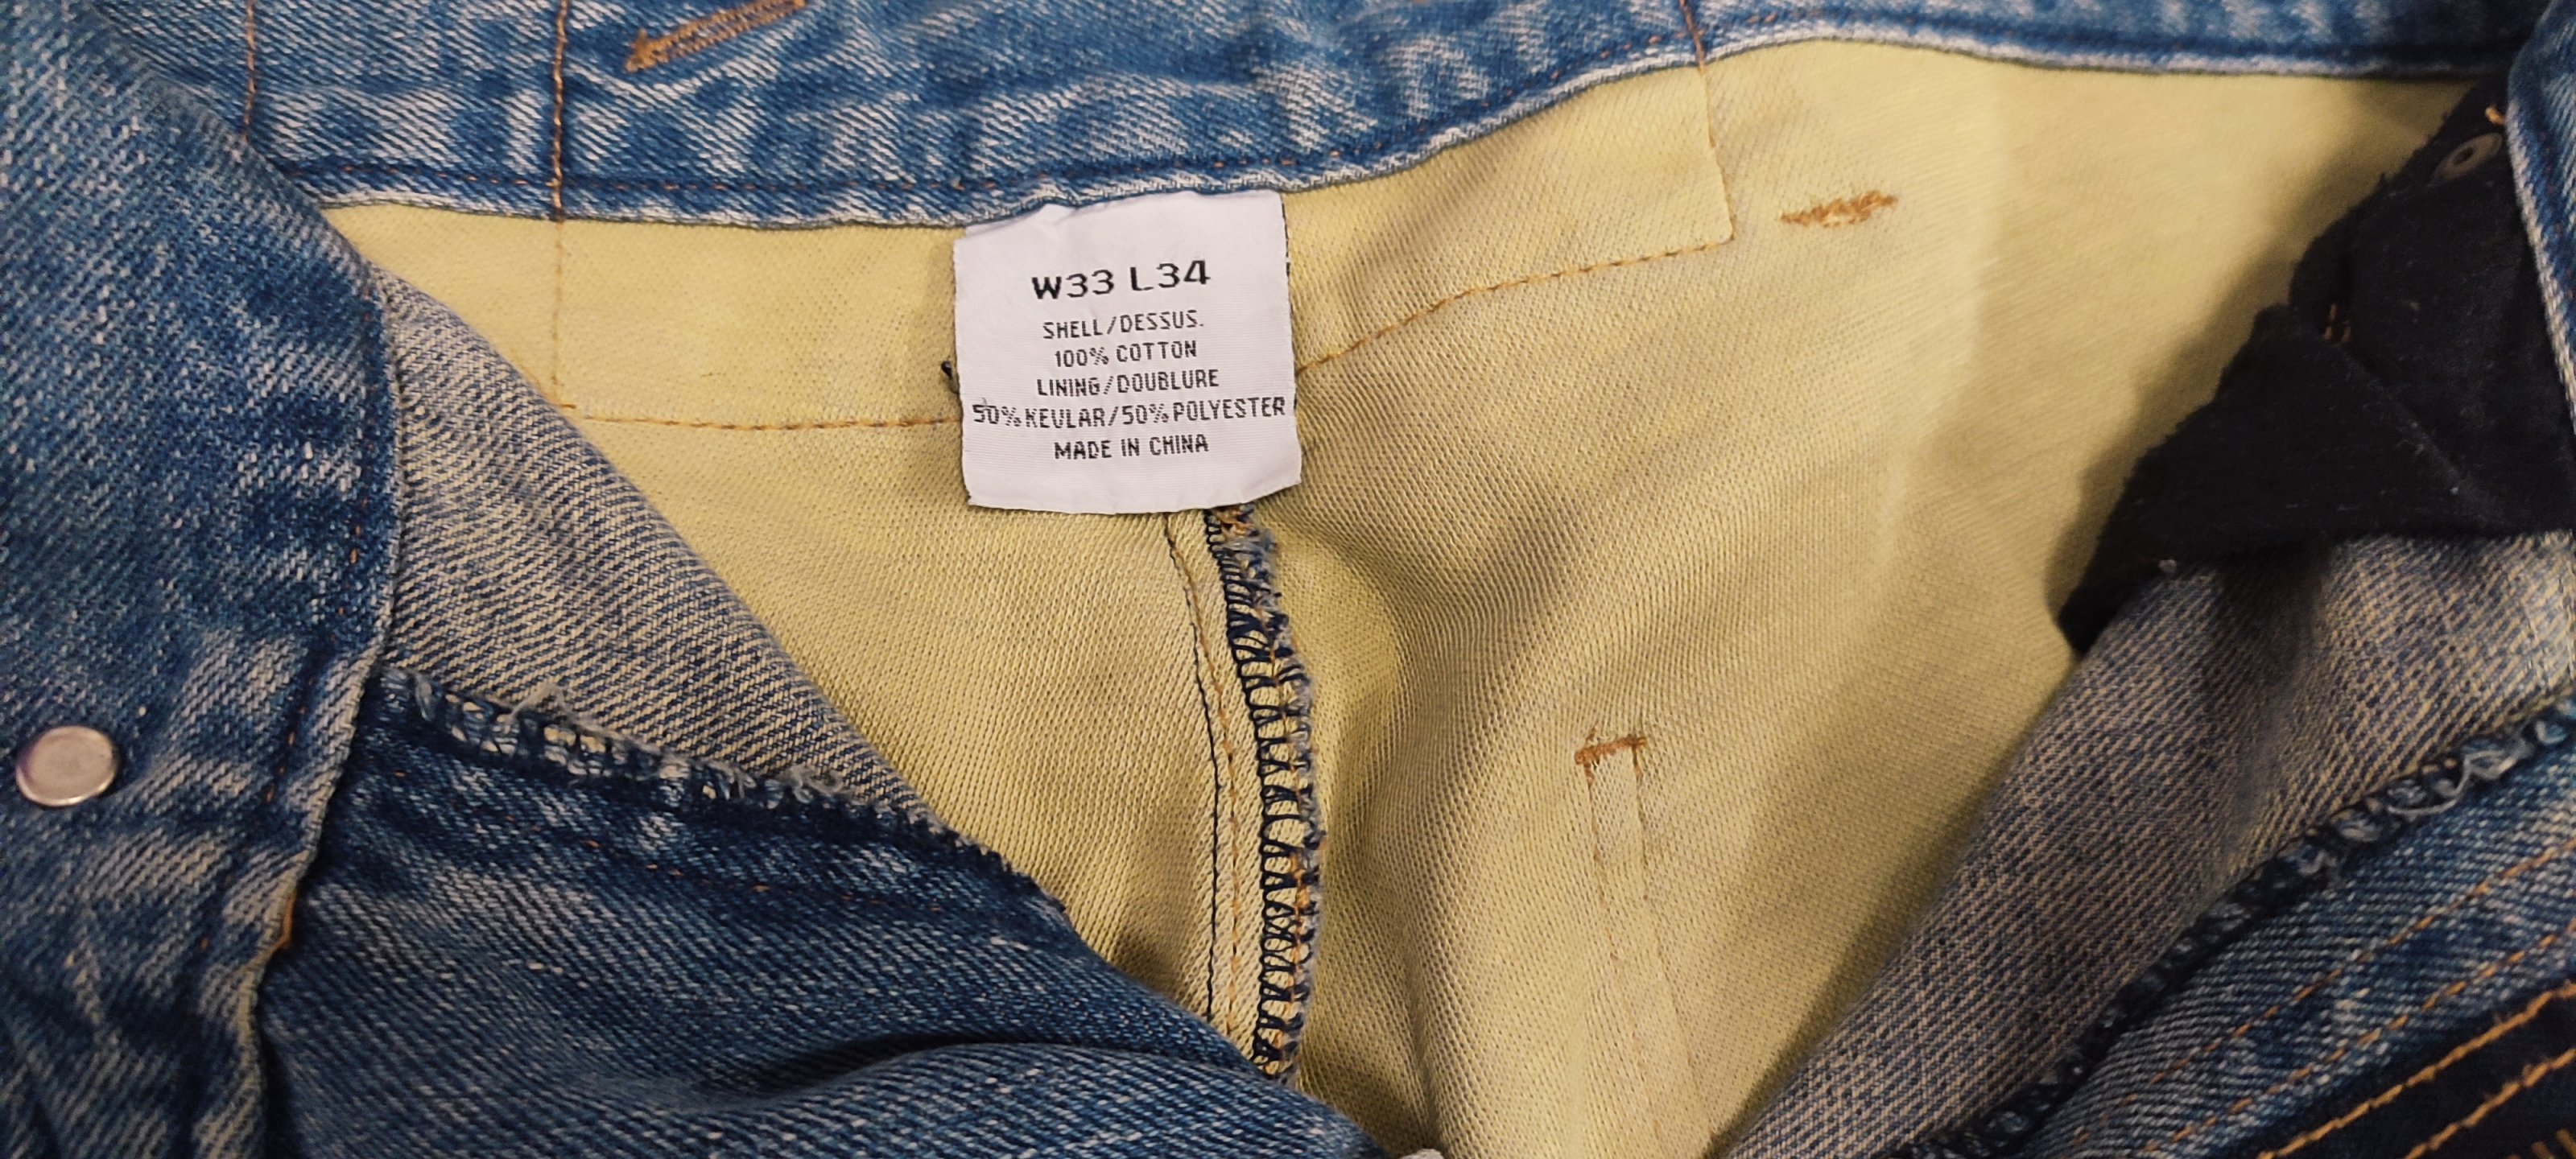 W33 L34
SHELL/DESSUS.
100% COTTON
LINING/DOUBLURE
50% KEVLAR/50% POLYESTER
MADE IN CHINA